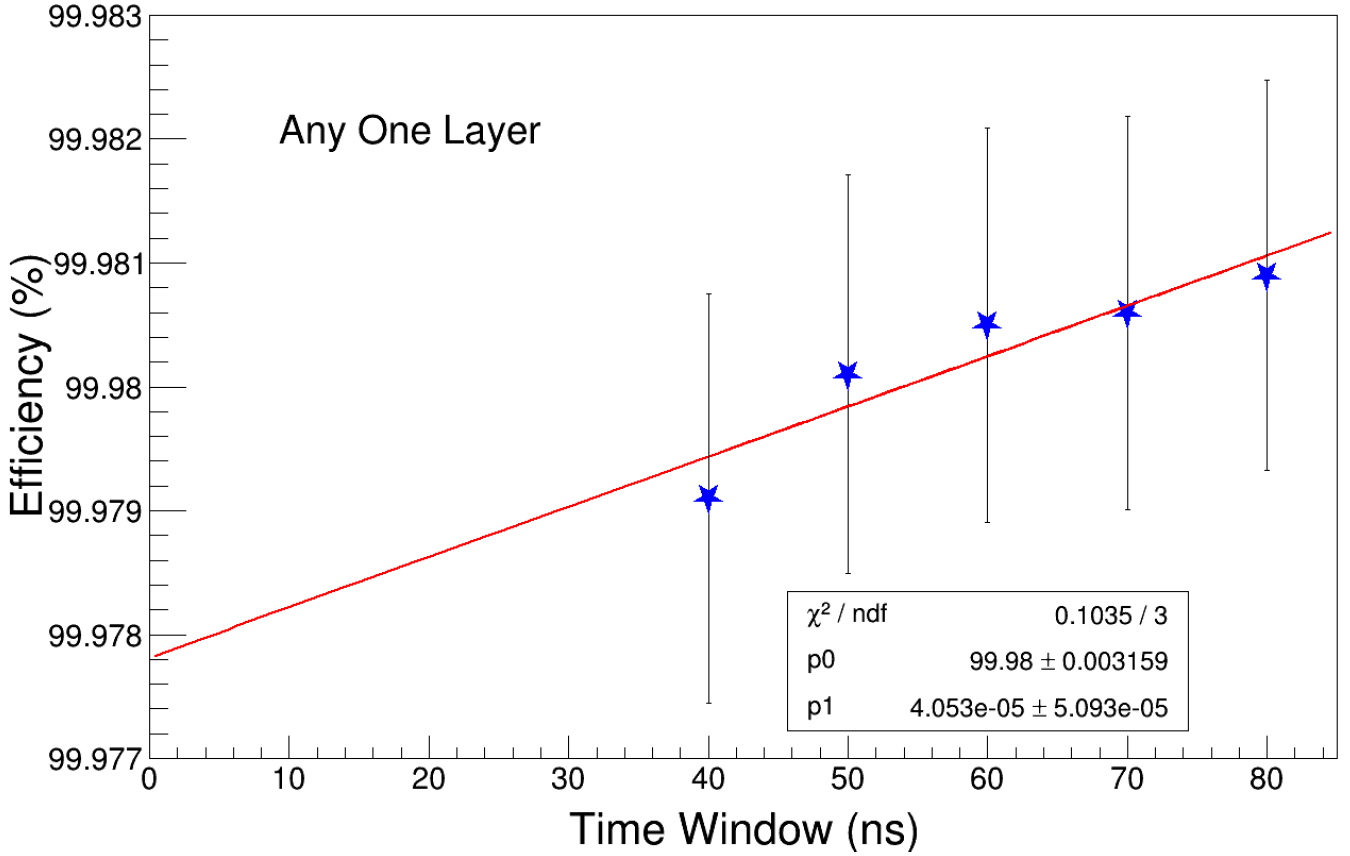 99.983
99.982
99.981
99.98
99.979
99.978
99.977
Efficiency (%)
Any One Layer
χ² / ndf 0.1035 / 3
p0 99.98 ± 0.003159
p1 4.053e-05 ± 5.093e-05
0 10 20 30 40 50 60 70 80
Time Window (ns)